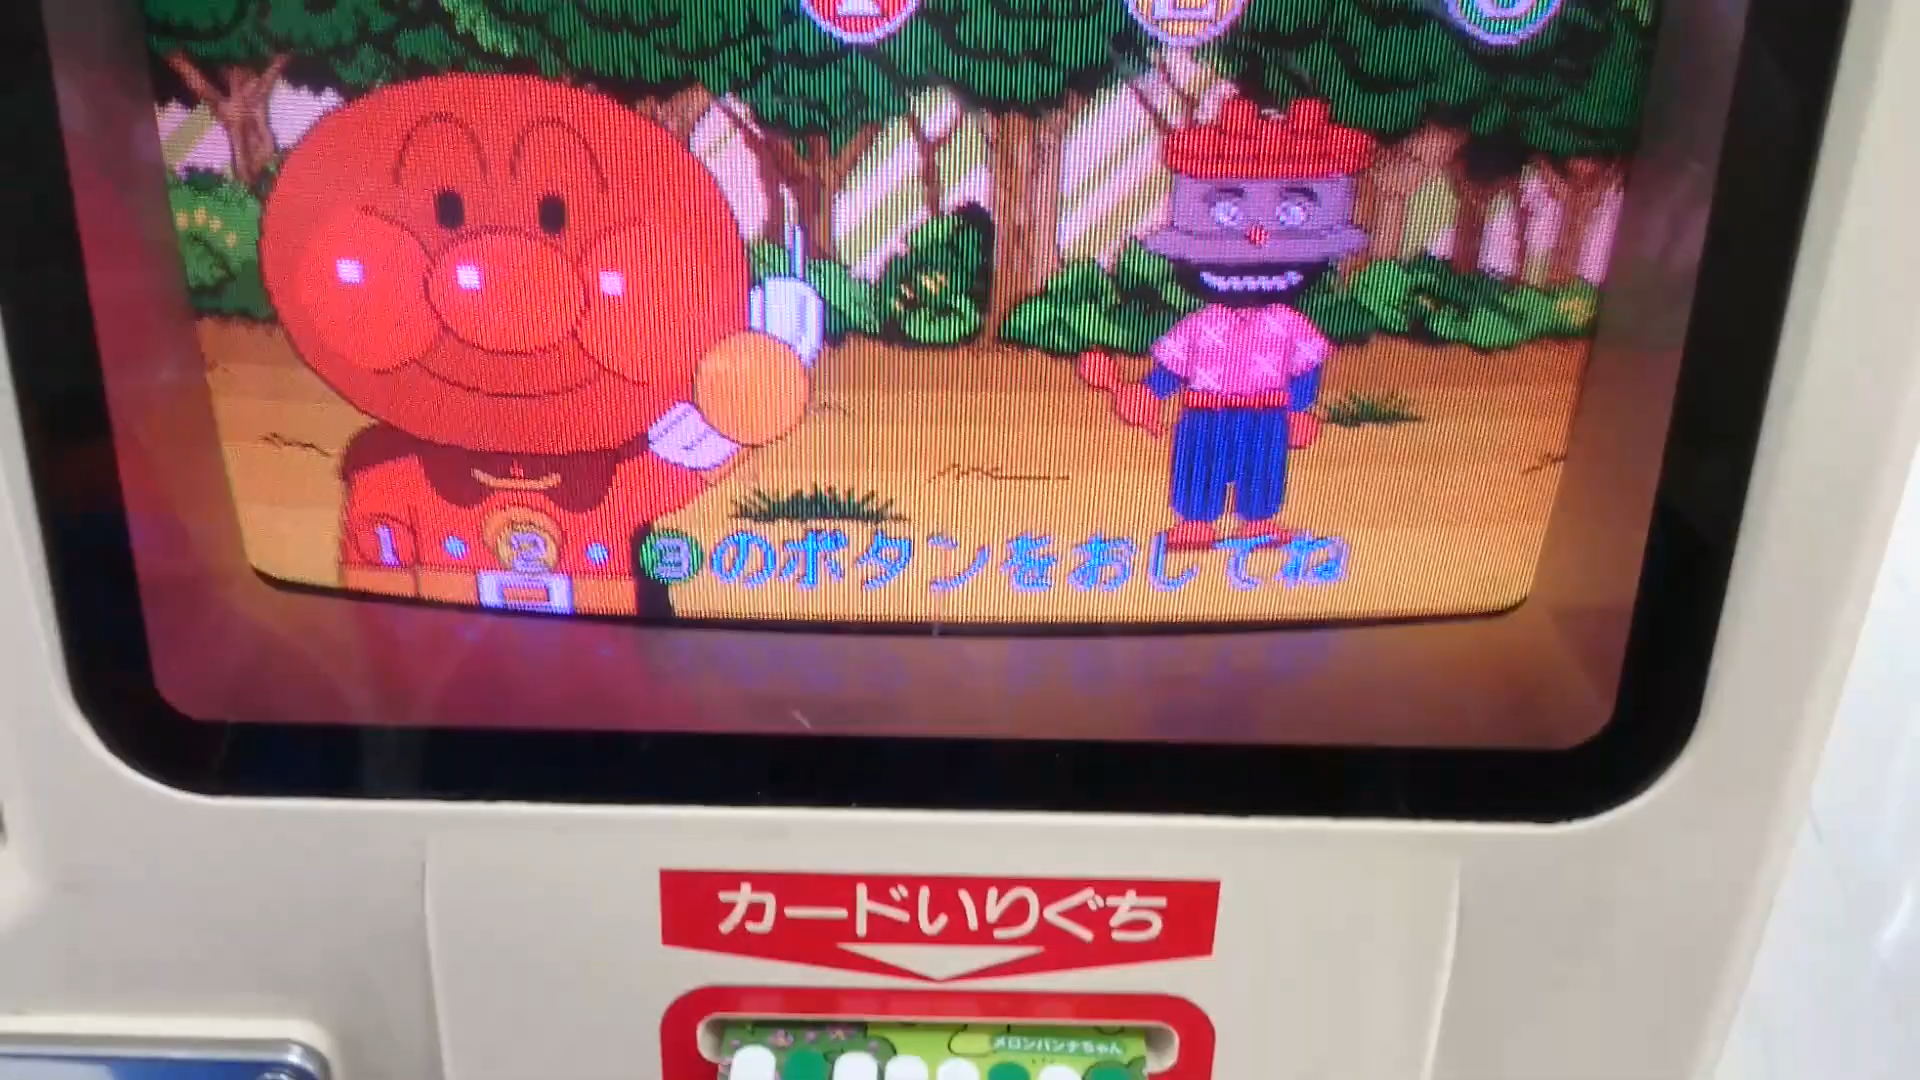 1・2・3のボタンをおしてね
カードいりぐち
メロンパンナちゃん